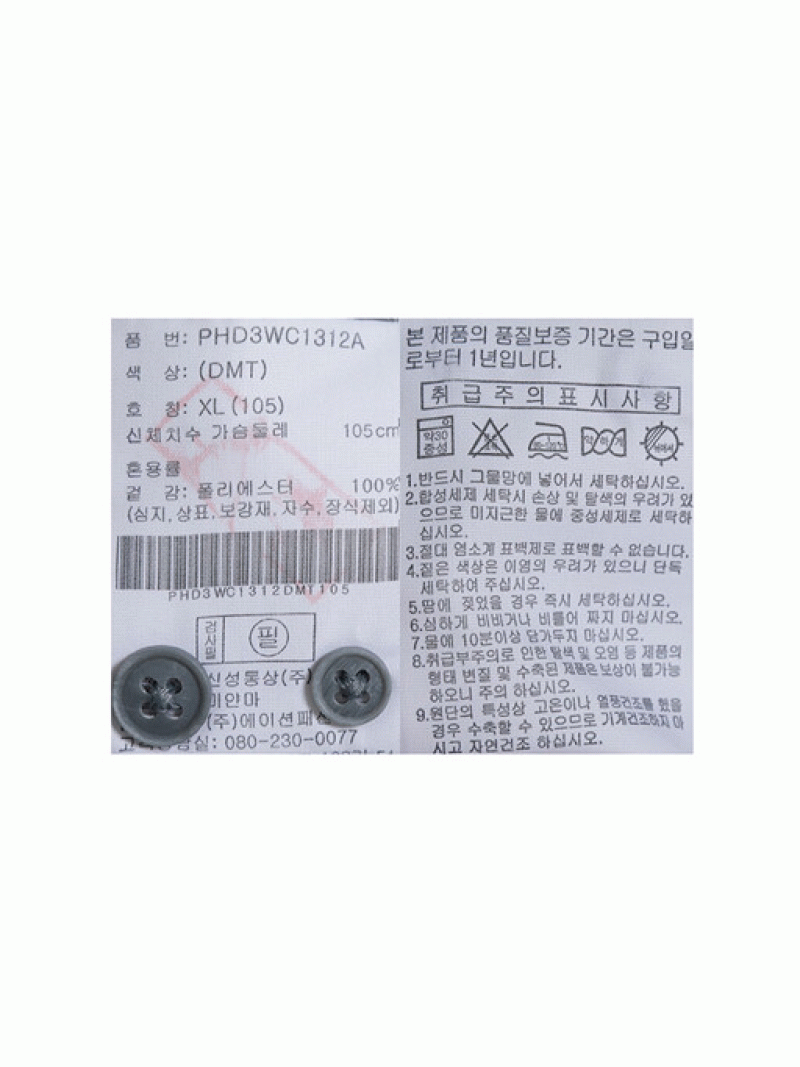 품 번: PHD3WC1312A
색 상: (DMT)
호 칭: XL (105)
신체치수 가슴둘레 105cm
혼용률
겉 감: 폴리에스터 100%
(심지, 상표, 보강재, 자수, 장식제외)
PHD3WC1312DMT105
검사필 필
신성통상(주)
미얀마
(주)에이션패션
고객상담실: 080-230-0077
본 제품의 품질보증 기간은 구입일
로부터 1년입니다.
취급주의표시사항
약30 중성
약하게
1.반드시 그물망에 넣어서 세탁하십시오.
2.합성세제 세탁시 손상 및 탈색의 우려가 있
으므로 미지근한 물에 중성세제로 세탁하
십시오.
3.절대 염소계 표백제로 표백할 수 없습니다.
4.짙은 색상은 이염의 우려가 있으니 단독
세탁하여 주십시오.
5.땀에 젖었을 경우 즉시 세탁하십시오.
6.심하게 비비거나 비틀어 짜지 마십시오.
7.물에 10분이상 담가두지 마십시오.
8.취급부주의로 인한 탈색 및 오염 등 제품의
형태 변질 및 수축된 제품은 보상이 불가능
하오니 주의 하십시오.
9.원단의 특성상 고온이나 열풍건조를 했을
경우 수축할 수 있으므로 기계건조하지 마
시고 자연건조 하십시오.